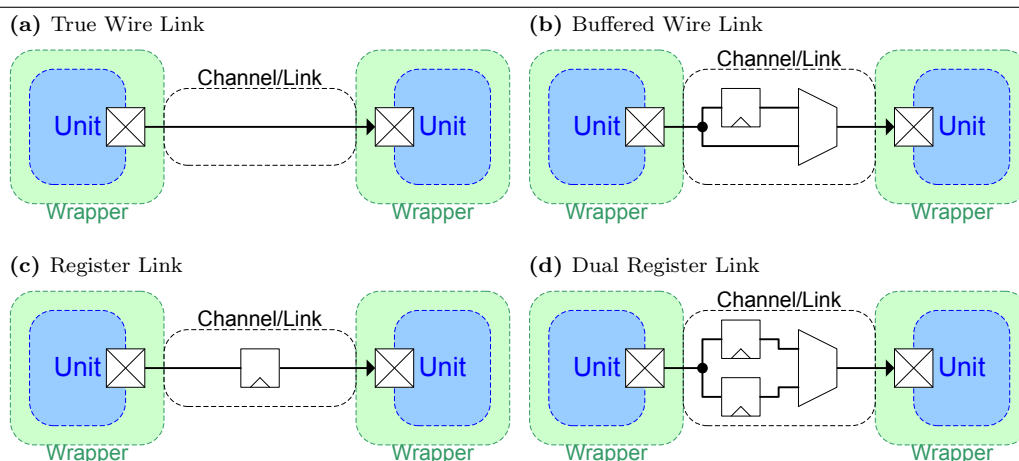 (a) True Wire Link
(b) Buffered Wire Link
Channel/Link
Unit
Unit
Wrapper
Wrapper
Channel/Link
Unit
Unit
Wrapper
Wrapper
(c) Register Link
(d) Dual Register Link
Channel/Link
Unit
Unit
Wrapper
Wrapper
Channel/Link
Unit
Unit
Wrapper
Wrapper